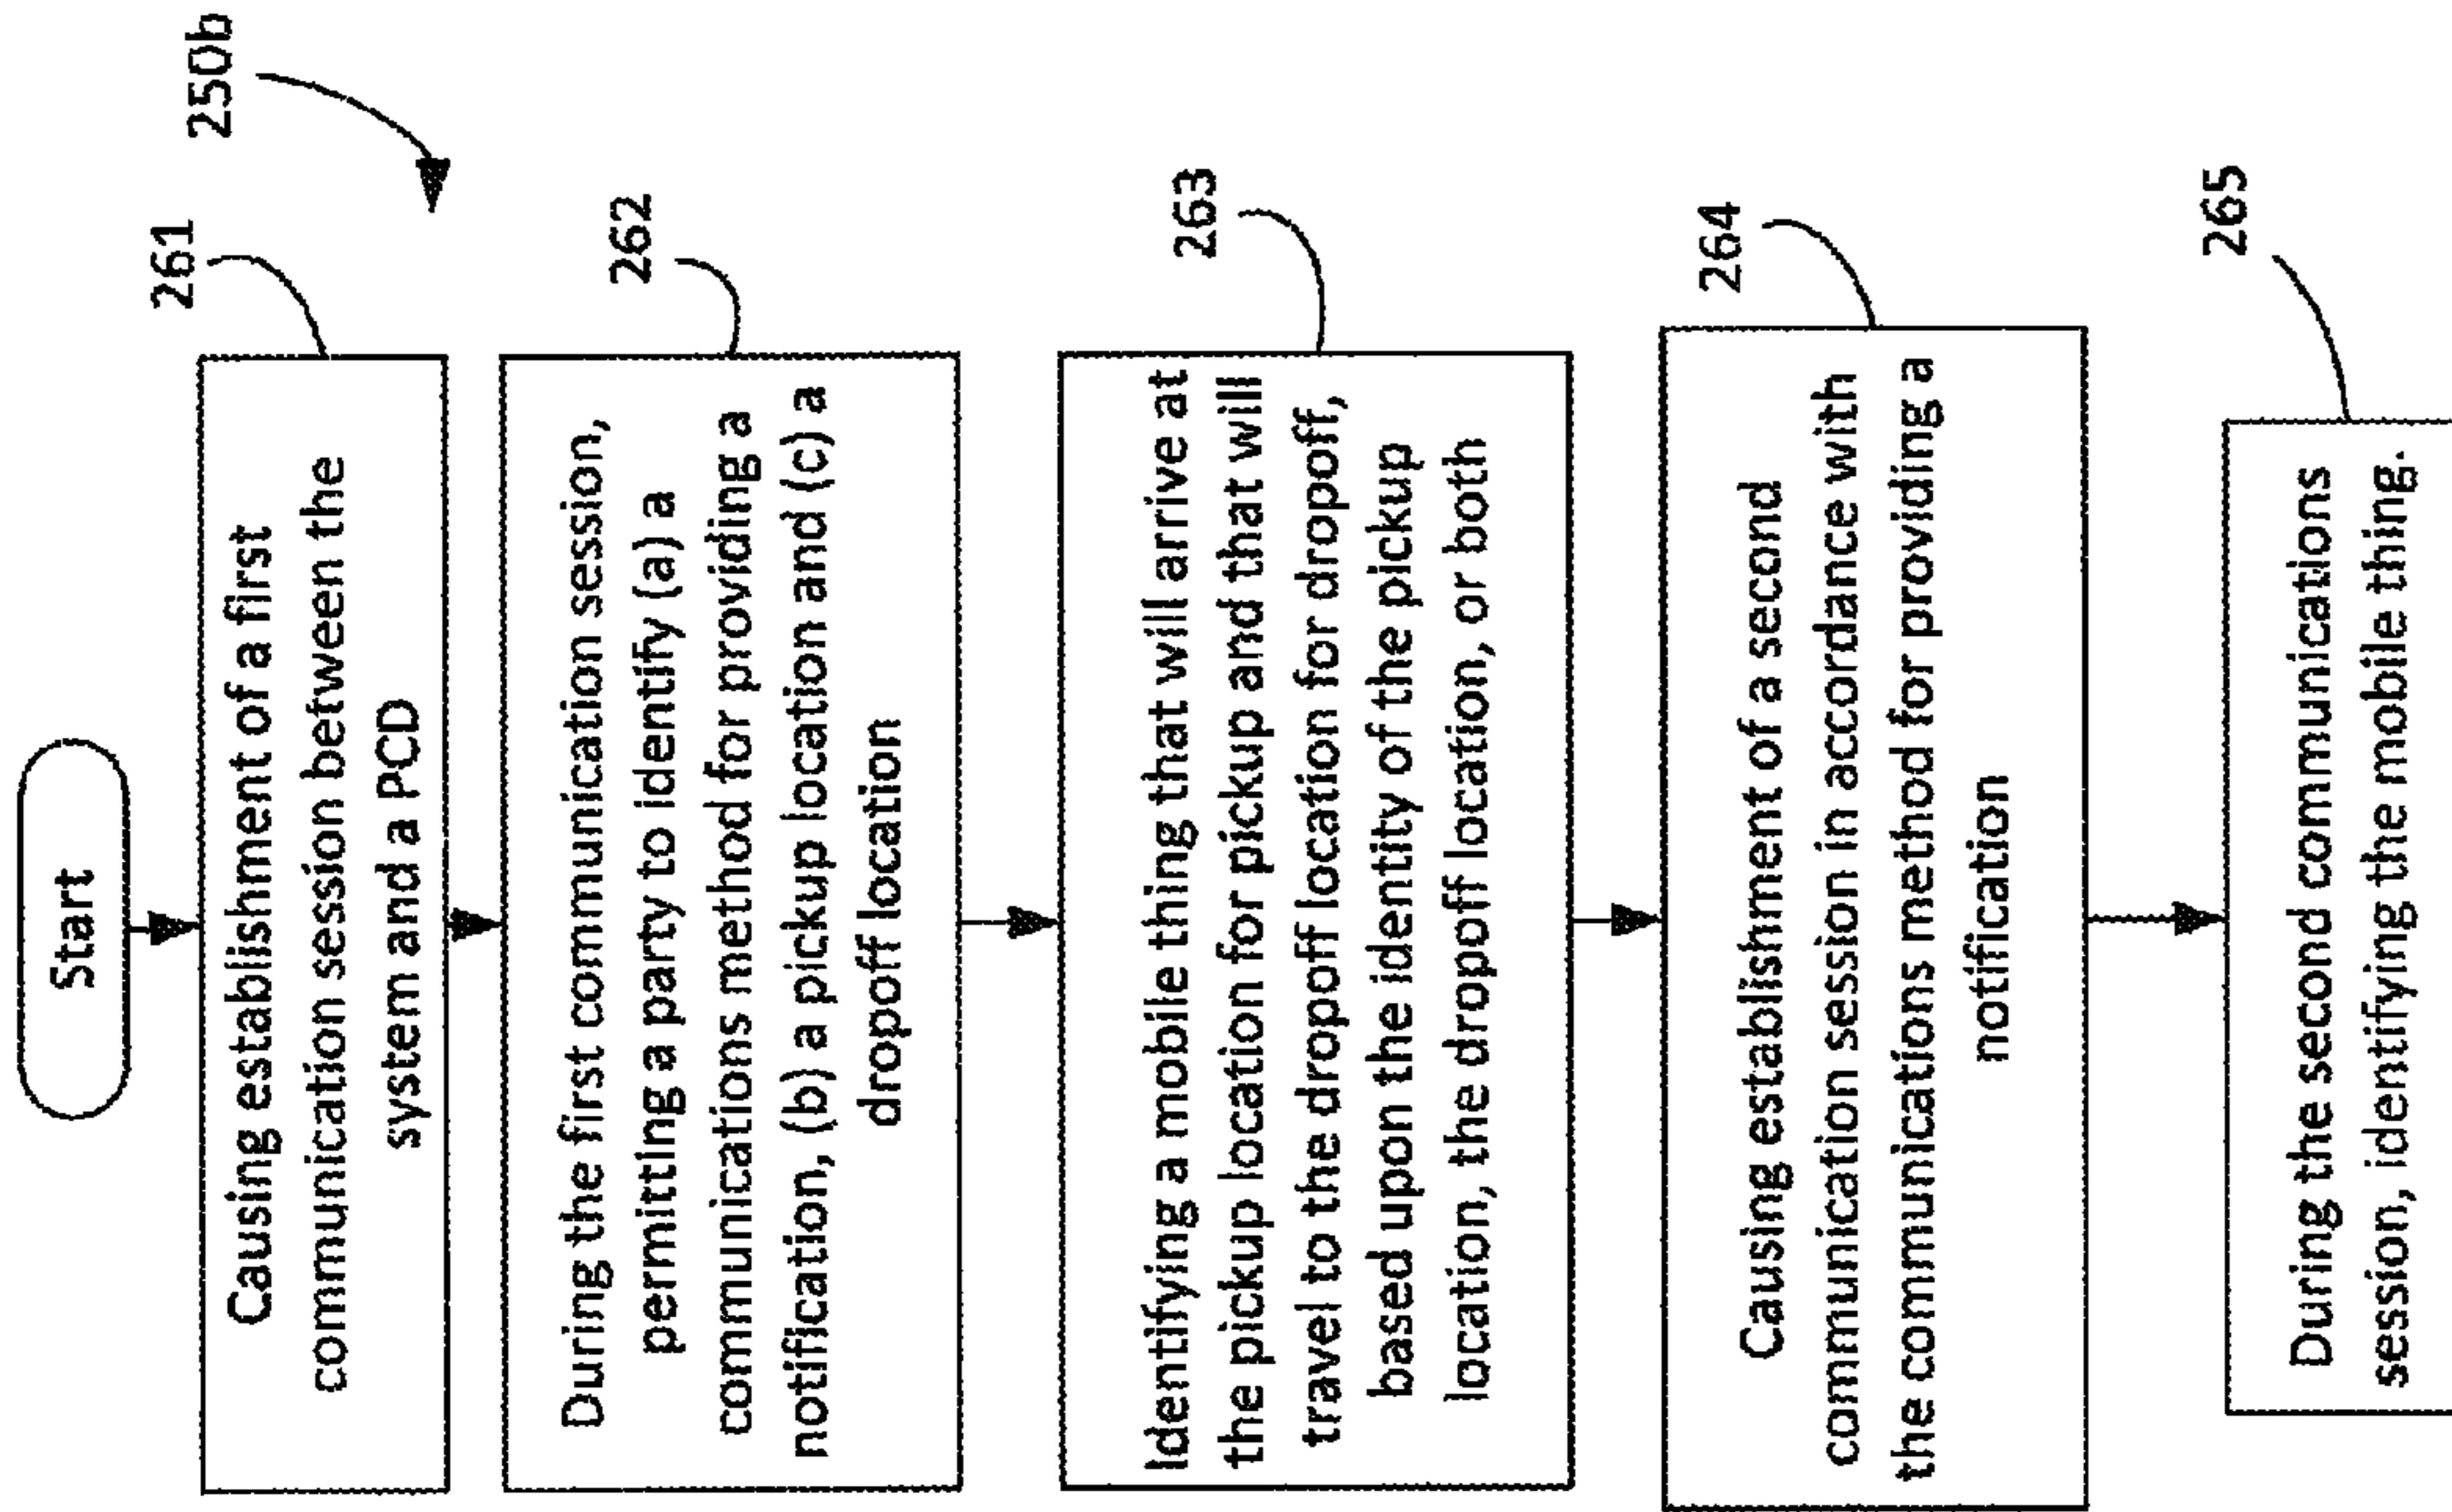 250b
Start
261
Causing establishment of a first
communication session between the
system and a PCD
262
During the first communication session,
permitting a party to identify (a) a
communications method for providing a
notification, (b) a pickup location and (c) a
dropoff location
263
Identifying a mobile thing that will arrive at
the pickup location for pickup and that will
travel to the dropoff location for dropoff,
based upon the identity of the pickup
location, the dropoff location, or both
264
Causing establishment of a second
communication session in accordance with
the communications method for providing a
notification
265
During the second communications
session, identifying the mobile thing.